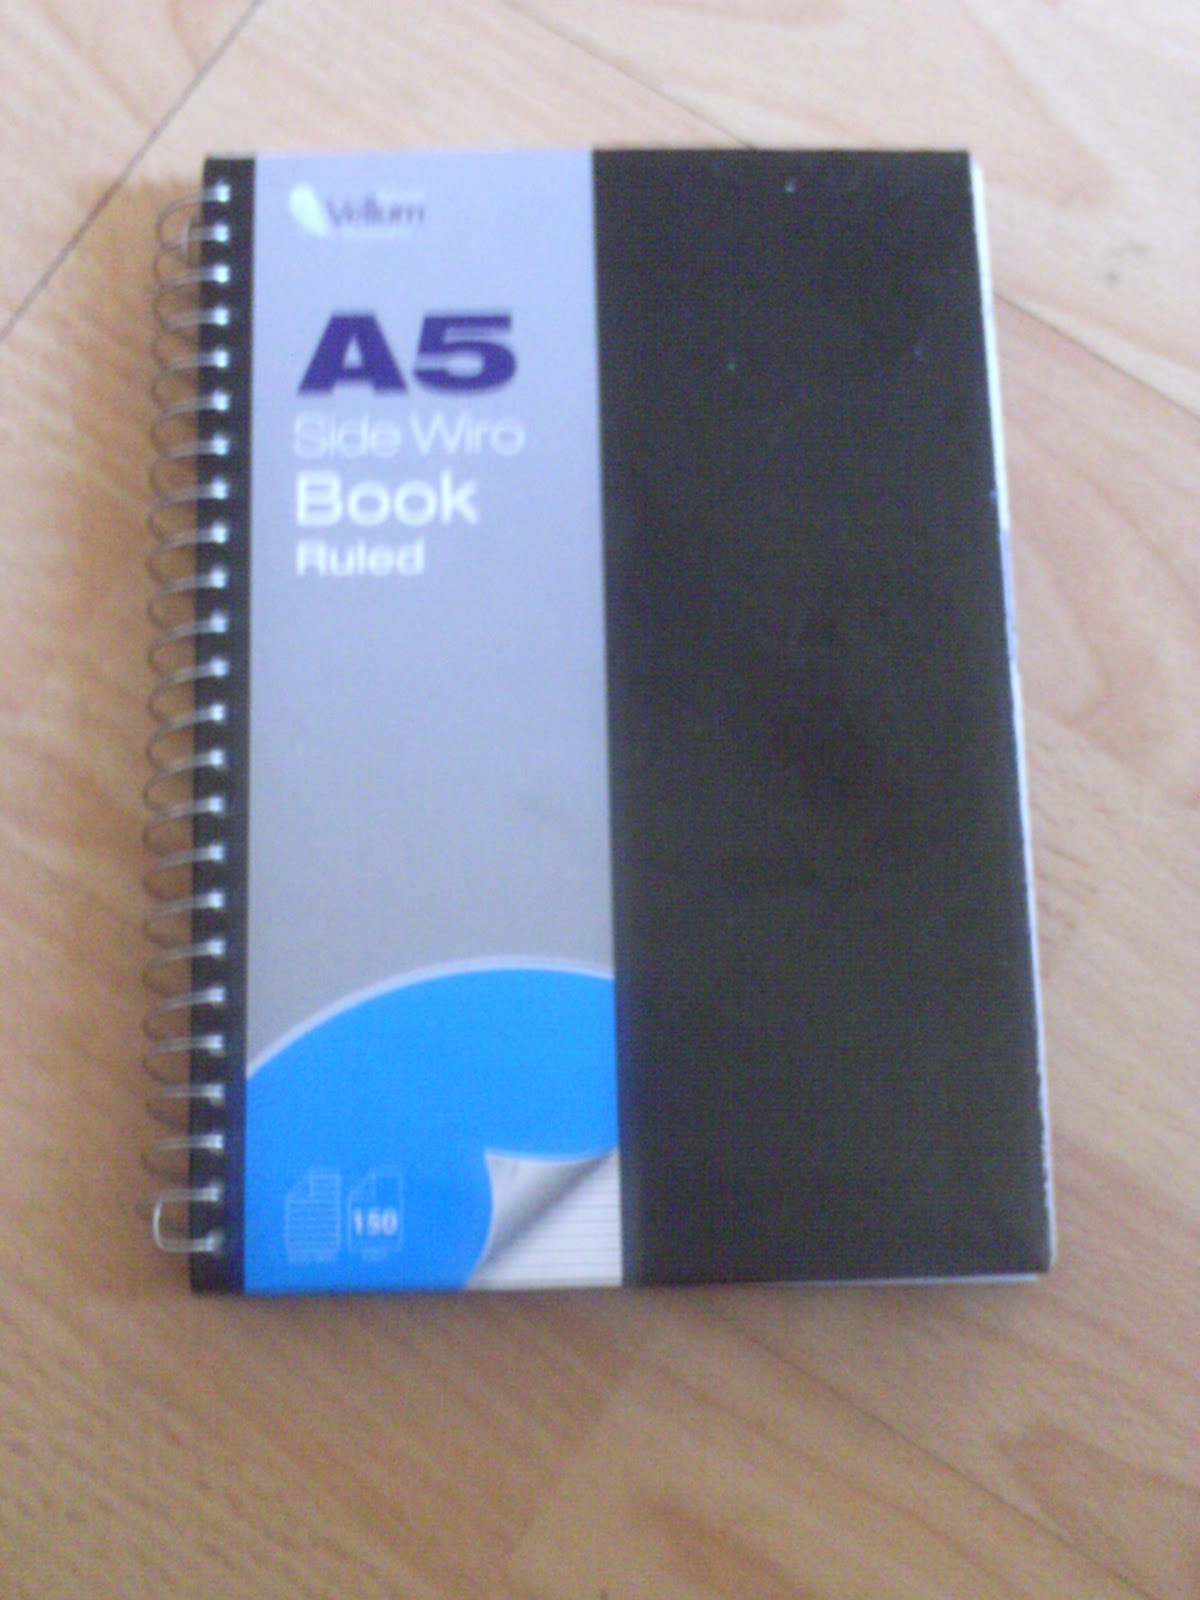 Vellum
A5
Side Wiro
Book
Ruled
150